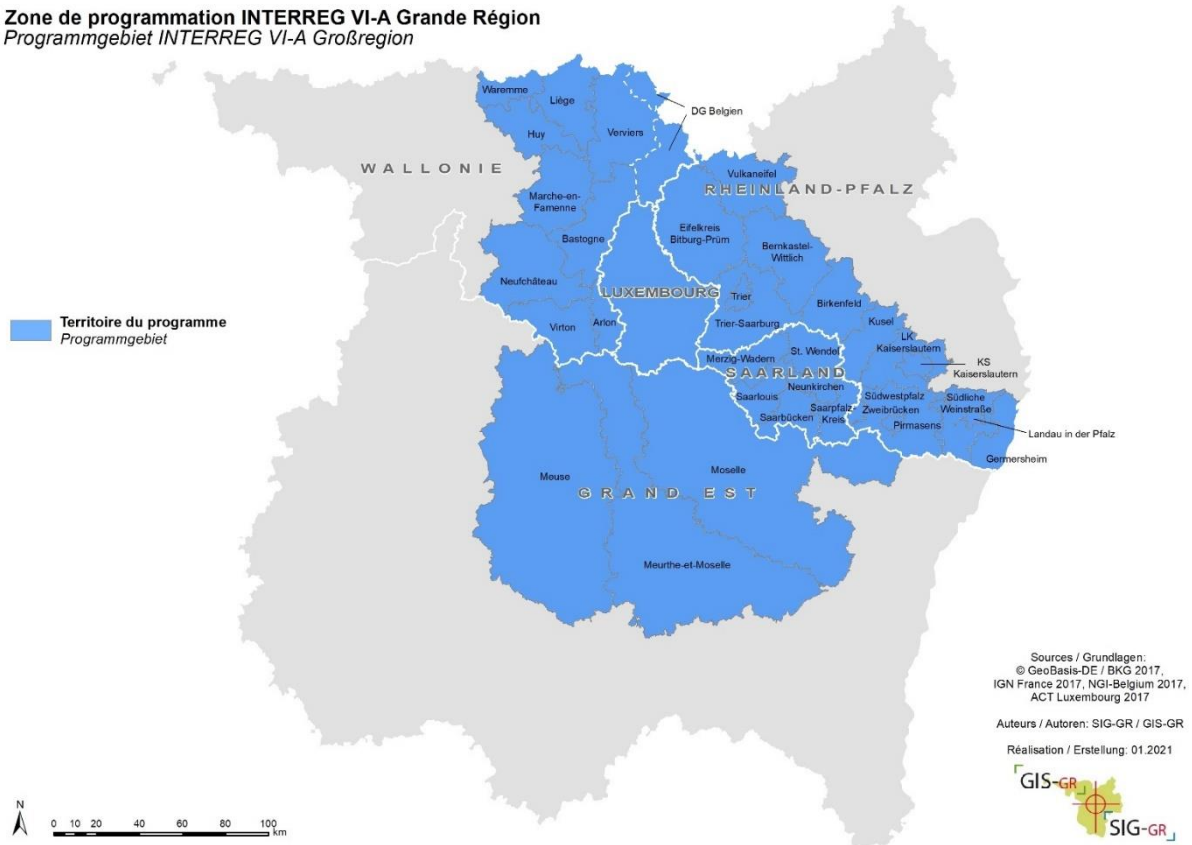 Zone de programmation INTERREG VI-A Grande Région
Programmgebiet INTERREG VI-A Großregion
Waremme
Liége
DG Belgien
Huy
Verviers
WALLONIE
Vulkaneifel
RHEINLAND-PFALZ
Marche-en-
Famenne
Eifelkreis
Bitburg-Prüm
Bastogne
Bernkastel-
Wittlich
Neufchâteau
LUXEMBOURG
Trier
Birkenfeld
Territoire du programme
Programmgebiet
Virton
Arlon
Trier-Saarburg
Kusel
LK
Kaiserslautern
KS
Kaiserslautern
Merzig-Wadern
St. Wendel
SAARLAND
Neunkirchen
Saarlouis
Saarbücken
Saarpfalz-
Kreis
Südwestpfalz
Zweibrücken
Pirmasens
Südliche
Weinstraße
Landau in der Pfalz
Germersheim
Meuse
Moselle
GRAND EST
Meurthe-et-Moselle
Sources / Grundlagen:
© GeoBasis-DE / BKG 2017,
IGN France 2017, NGI-Belgium 2017,
ACT Luxembourg 2017
Auteurs / Autoren: SIG-GR / GIS-GR
Réalisation / Erstellung: 01.2021
GIS-GR
SIG-GR
N
0 10 20 40 60 80 100
km